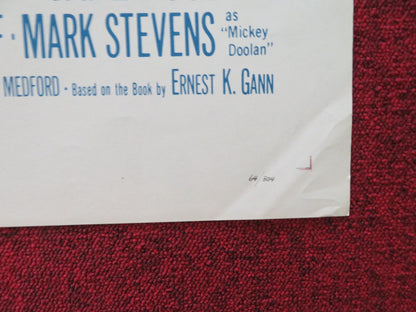 MARK STEVENS as "Mickey Doolan"
MEDFORD • Based on the Book by ERNEST K. GANN
64 304